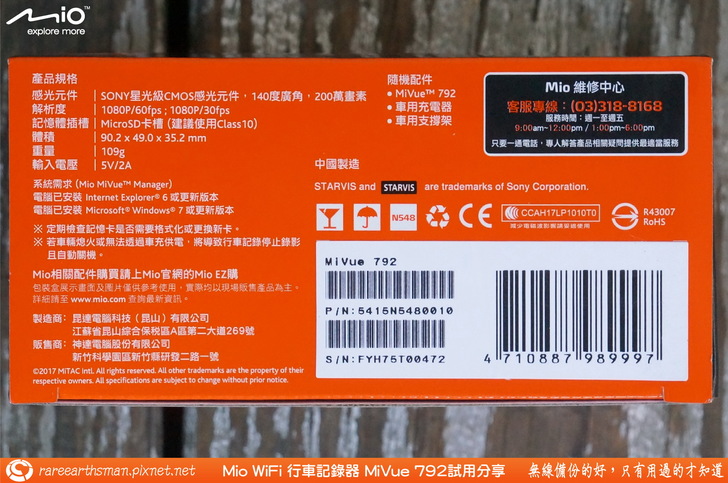 Mio™
explore more
產品規格
感光元件 SONY星光級CMOS感光元件，140度廣角，200萬畫素
解析度 1080P/60fps；1080P/30fps
記憶體插槽 MicroSD卡槽 (建議使用Class10)
體積 90.2 x 49.0 x 35.2 mm
重量 109g
輸入電壓 5V/2A
系統需求 (Mio MiVue™ Manager)
電腦已安裝 Internet Explorer® 6 或更新版本
電腦已安裝 Microsoft® Windows® 7 或更新版本
※ 定期檢查記憶卡是否需要格式化或更換新卡。
※ 若車輛熄火或無法透過車充供電，將導致行車記錄停止錄影
且自動關機。
Mio相關配件購買請上Mio官網的Mio EZ購
包裝盒展示畫面及圖片僅供參考使用，實際均以現場販售產品為主。
詳細請至 www.mio.com 查詢最新資訊。
製造商： 昆達電腦科技（昆山）有限公司
江蘇省昆山綜合保稅區A區第二大道269號
販售商： 神達電腦股份有限公司
新竹科學園區新竹縣研發二路一號
©2017 MiTAC Intl. All rights reserved. All other trademarks are the property of their
respective owners. All specifications are subject to change without prior notice.
隨機配件
• MiVue™ 792
• 車用充電器
• 車用支撐架
Mio 維修中心
客服專線：(03)318-8168
服務時間：週一至週五
9:00am~12:00pm / 1:00pm~6:00pm
只要一通電話，專人解答產品相關疑問提供最適當服務
中國製造
STARVIS and STARVIS are trademarks of Sony Corporation.
N548
CCAH17LP1010T0
減少電磁波影響請妥適使用
R43007
RoHS
MiVue 792
P/N:5415N5480010
S/N:FYH75T00472
4 710887 989997
rareearthsman.pixnet.net
Mio WiFi 行車記錄器 MiVue 792試用分享
無線備份的好，只有用過的才知道